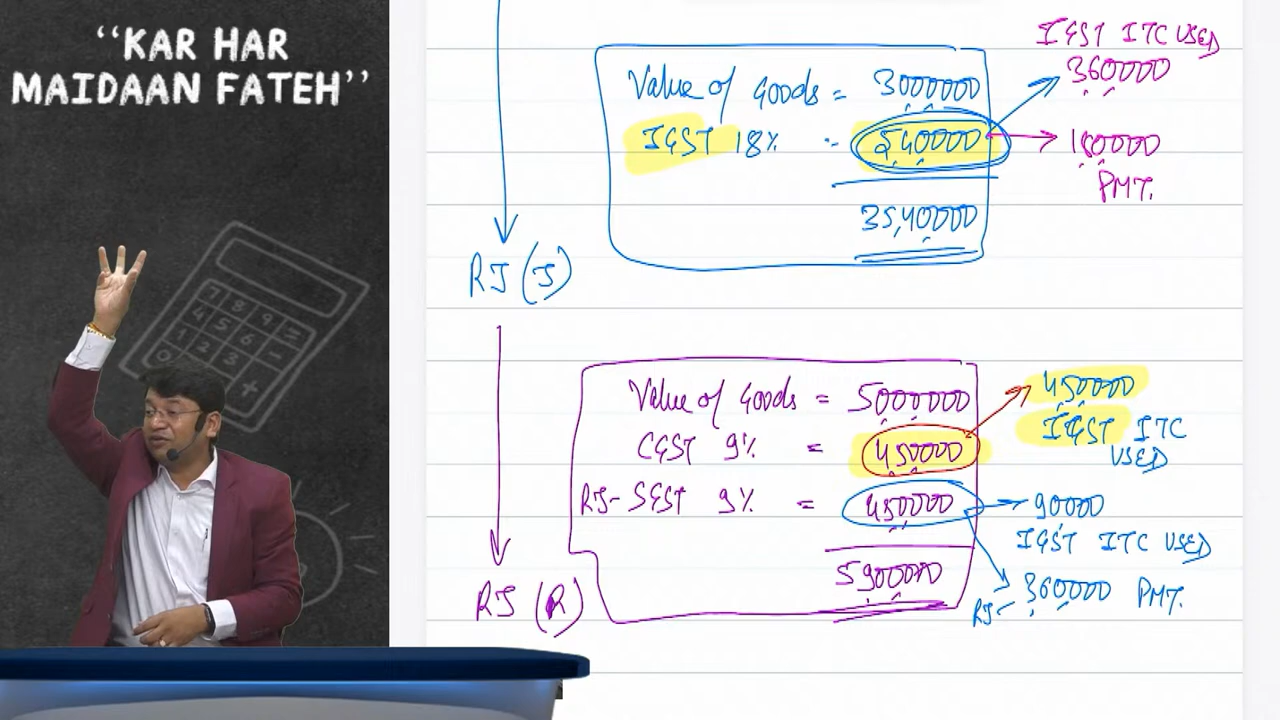 “KAR HAR
MAIDAAN FATEH”
IGST ITC USED
360000
Value of Goods = 3000000
IGST 18% - 540000
180000
PMT.
35,40000
RJ (J)
Value of Goods = 5000000
450000
CGST 9% = 450000
IGST ITC
USED
RJ- SGST 9% = 450000
90000
IGST ITC USED
5900000
RJ - 360000 PMT.
RJ (R)